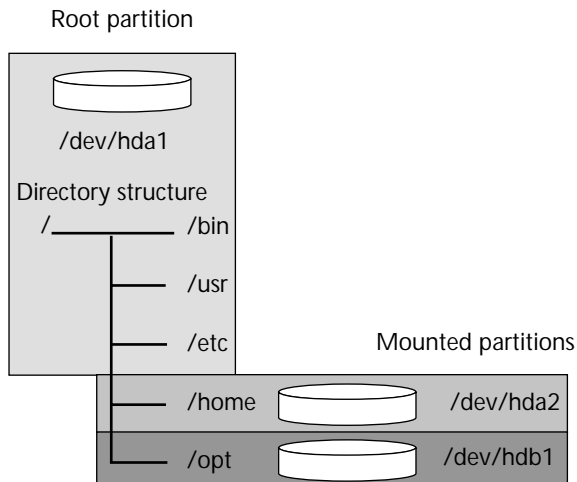 Root partition
/dev/hda1
Directory structure
/ /bin
/usr
/etc
Mounted partitions
/home /dev/hda2
/opt /dev/hdb1